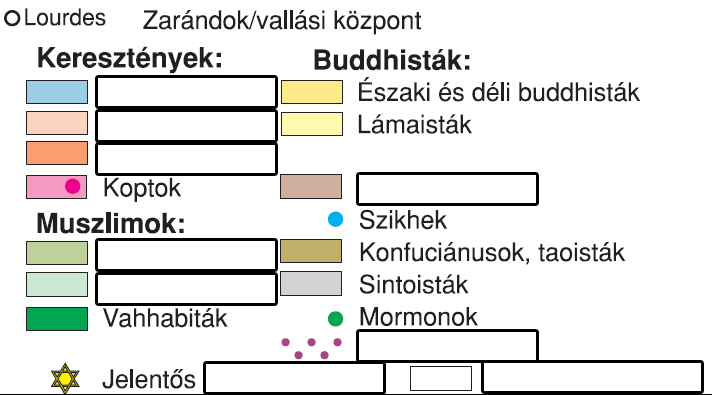 Lourdes Zarándok/vallási központ
Keresztények:
Koptok
Muszlimok:
Vahhabiták
Jelentős
Buddhisták:
Északi és déli buddhisták
Lámaisták
Szikhek
Konfuciánusok, taoisták
Sintoisták
Mormonok